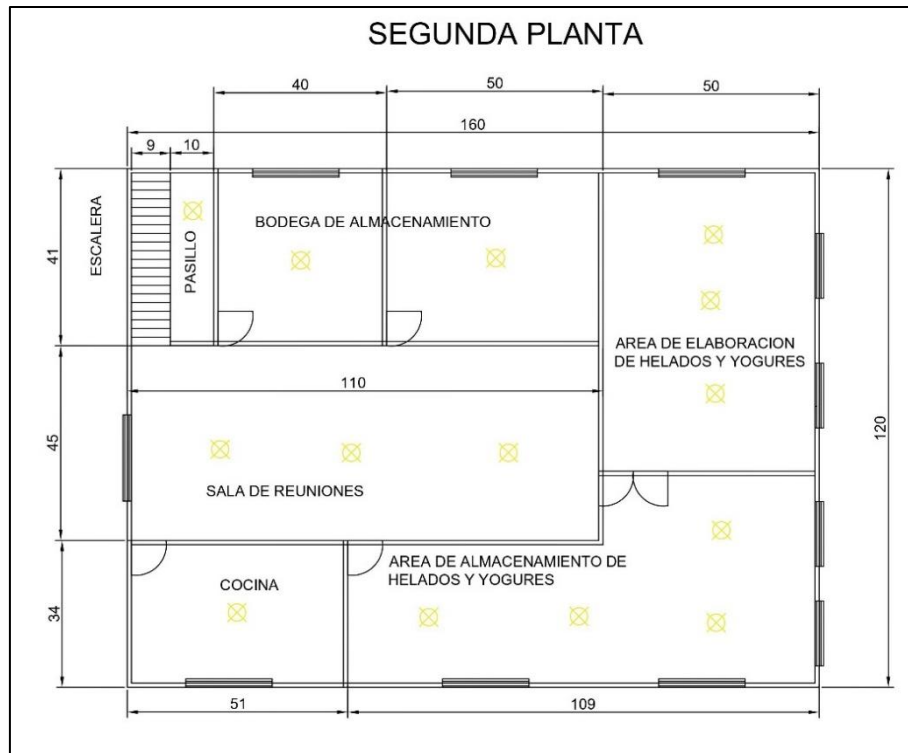 SEGUNDA PLANTA
40
50
50
160
9
10
ESCALERA
41
PASILLO
BODEGA DE ALMACENAMIENTO
AREA DE ELABORACION
DE HELADOS Y YOGURES
110
45
120
SALA DE REUNIONES
AREA DE ALMACENAMIENTO DE
HELADOS Y YOGURES
COCINA
34
51
109